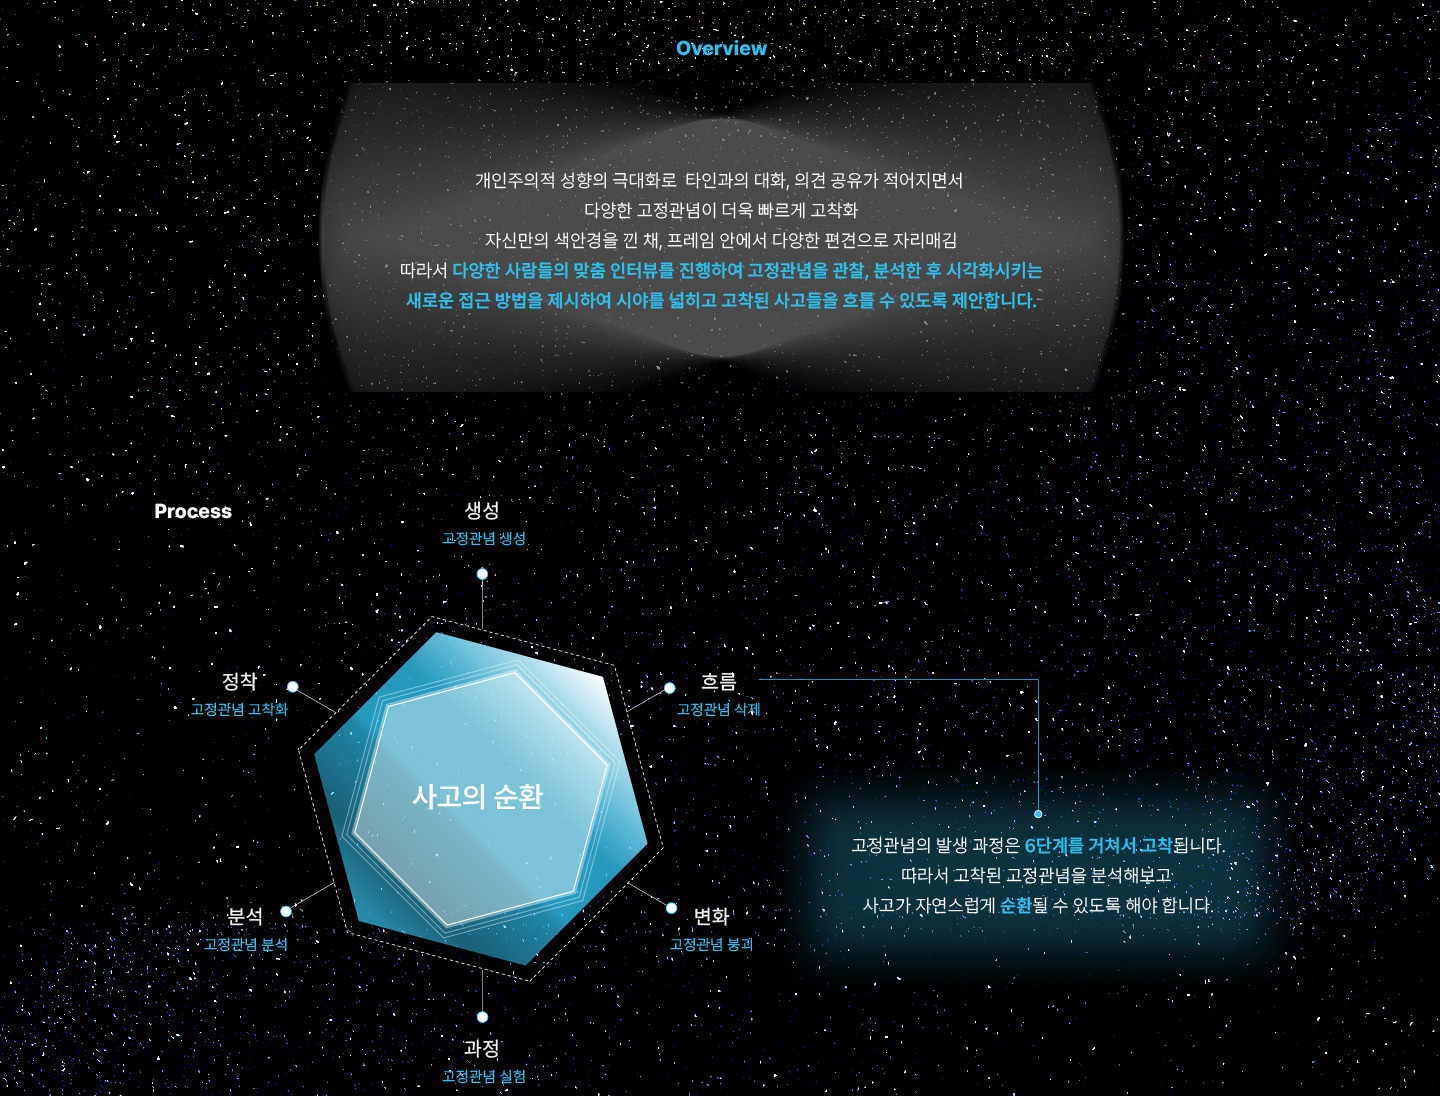 Overview
개인주의적 성향의 극대화로 타인과의 대화, 의견 공유가 적어지면서
다양한 고정관념이 더욱 빠르게 고착화
자신만의 색안경을 낀 채, 프레임 안에서 다양한 편견으로 자리매김
따라서 다양한 사람들의 맞춤 인터뷰를 진행하여 고정관념을 관찰, 분석한 후 시각화시키는
새로운 접근 방법을 제시하여 시야를 넓히고 고착된 사고들을 흐를 수 있도록 제안합니다.
Process
생성
고정관념 생성
정착
고정관념 고착화
흐름
고정관념 삭제
사고의 순환
고정관념의 발생 과정은 6단계를 거쳐서 고착됩니다.
따라서 고착된 고정관념을 분석해보고
사고가 자연스럽게 순환될 수 있도록 해야 합니다.
분석
고정관념 분석
변화
고정관념 붕괴
과정
고정관념 실험